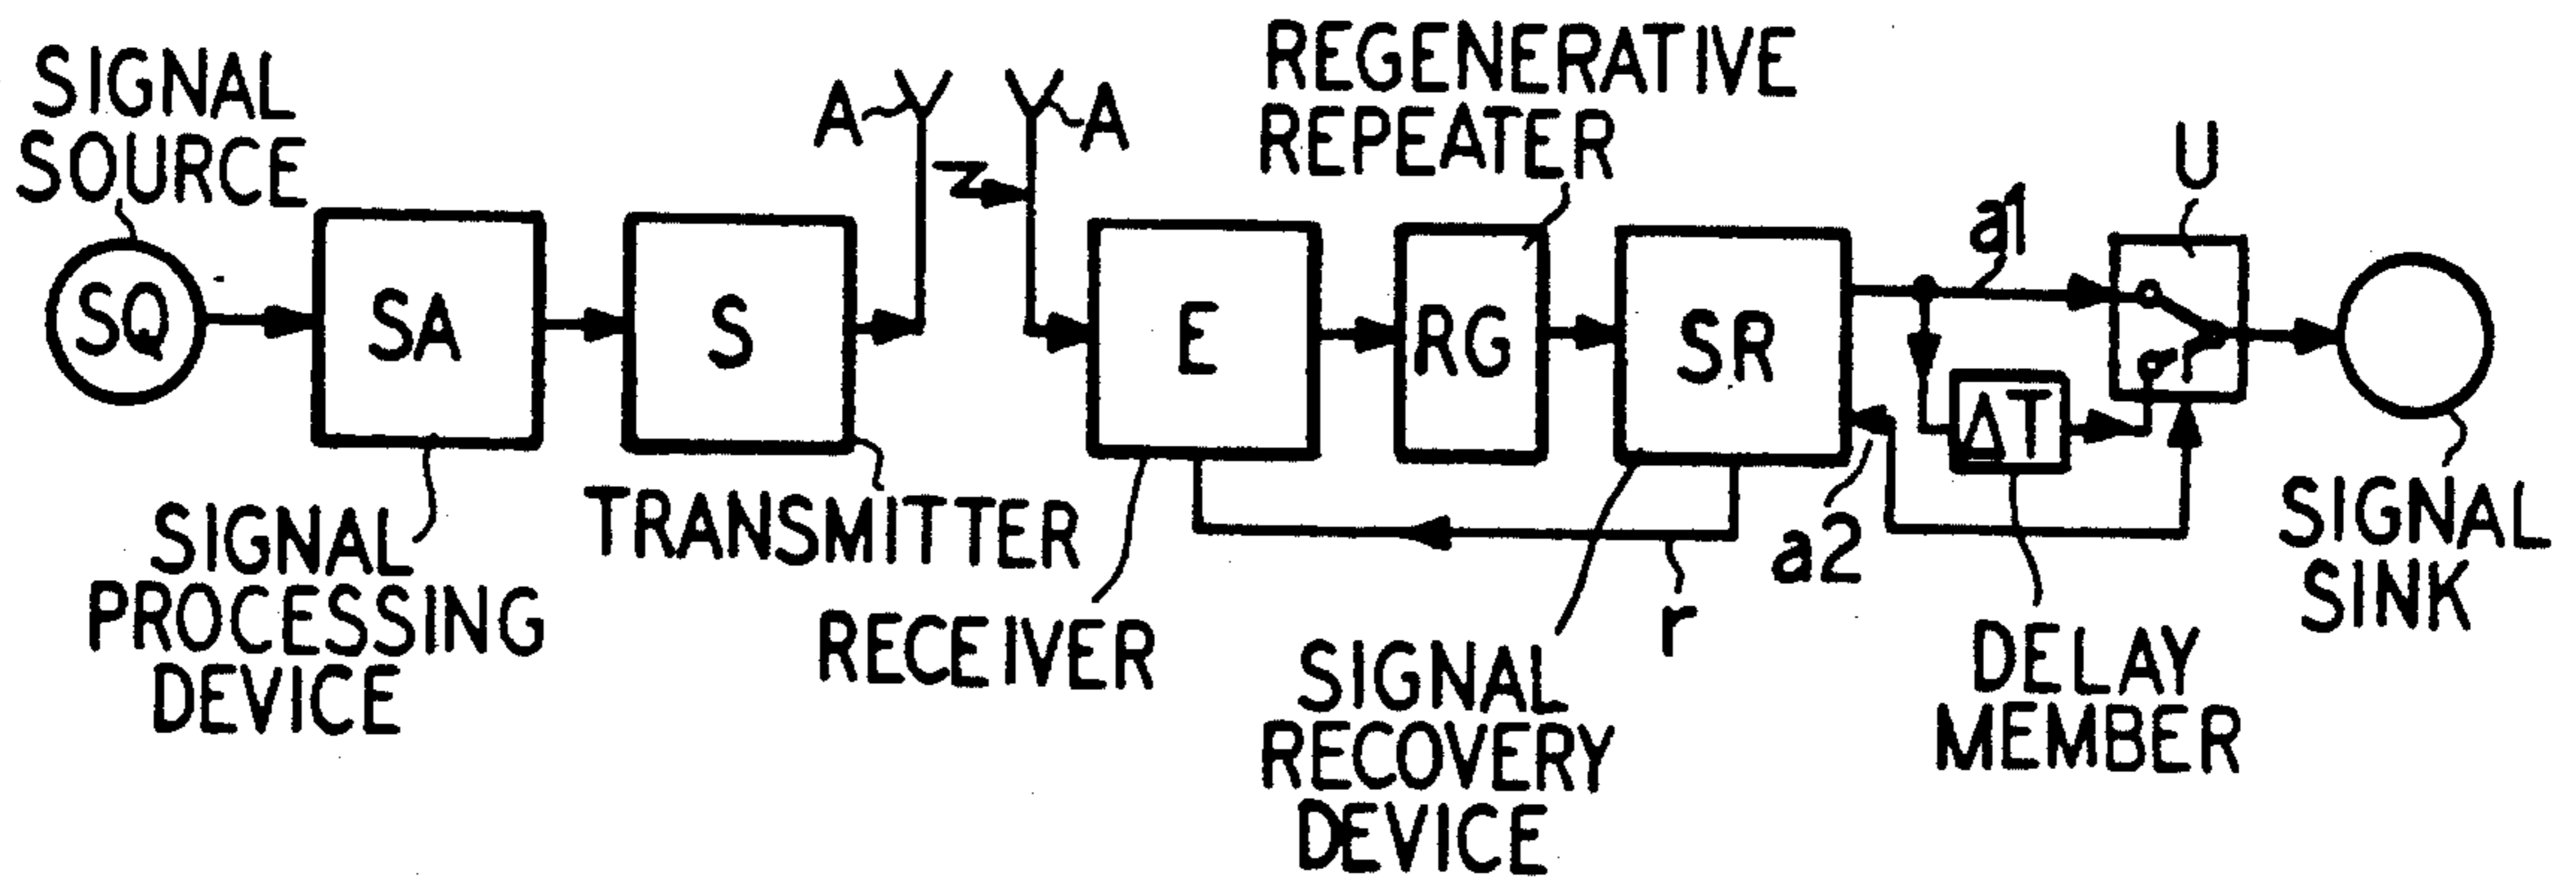 SIGNAL
SOURCE
SQ
SA
SIGNAL
PROCESSING
DEVICE
S
TRANSMITTER
A
A
E
RECEIVER
REGENERATIVE
REPEATER
RG
SR
SIGNAL
RECOVERY
DEVICE
r
a1
a2
ΔT
DELAY
MEMBER
U
SIGNAL
SINK